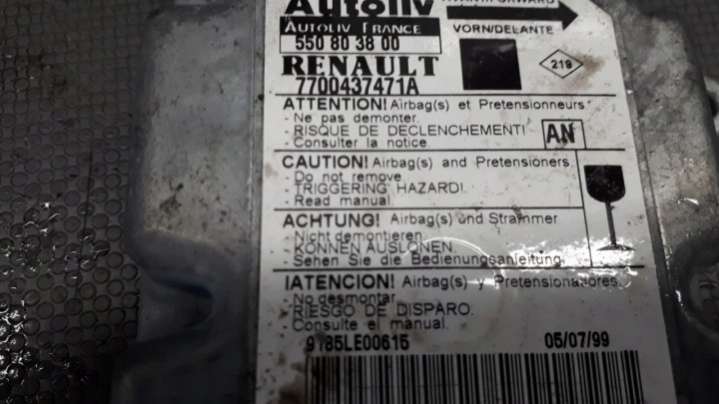 Autoliv
AUTOLIV FRANCE
550 80 38 00
VORN/DELANTE
RENAULT
219
7700437471A
ATTENTION! Airbag(s) et Pretensionneurs
- Ne pas demonter.
- RISQUE DE DECLENCHEMENT!
- Consulter la notice
AN
CAUTION! Airbag(s) and Pretensioners
- Do not remove
- TRIGGERING HAZARD!
- Read manual.
ACHTUNG! Airbag(s) und Strammer
- Nicht demontieren
- KONNEN AUSLONEN.
- Sehen Sie die Bedienungsanleitung.
!ATENCION! Airbag(s) y Pretensionadores
- No desmontar
- RIESGO DE DISPARO.
- Consulte el manual.
9785LE00615
05/07/99